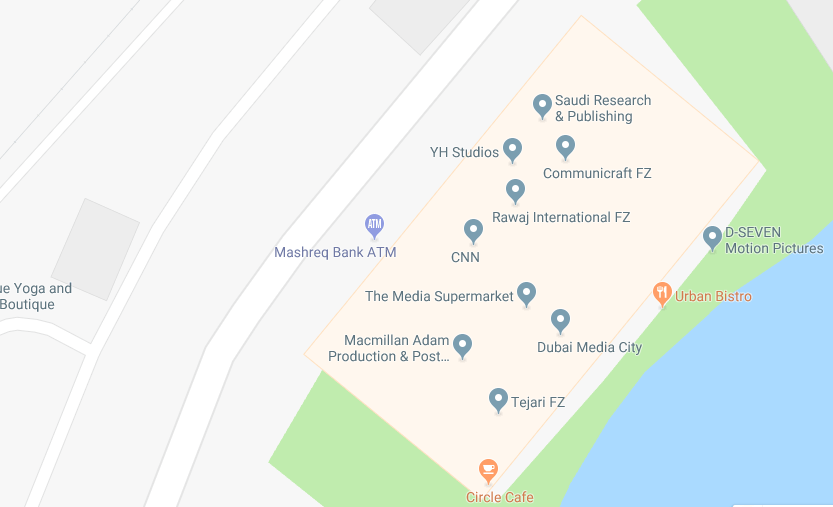 Saudi Research
& Publishing
YH Studios
Communicraft FZ
Rawaj International FZ
ATM
Mashreq Bank ATM
CNN
D-SEVEN
Motion Pictures
ue Yoga and
Boutique
The Media Supermarket
Urban Bistro
Macmillan Adam
Production & Post...
Dubai Media City
Tejari FZ
Circle Cafe